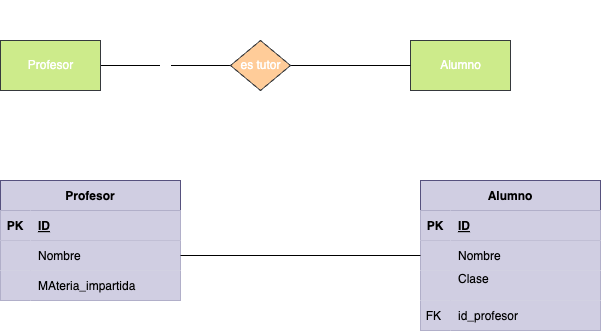 Profesor
es tutor
Alumno
Profesor
PK ID
Nombre
MAteria_impartida
Alumno
PK ID
Nombre
Clase
FK id_profesor